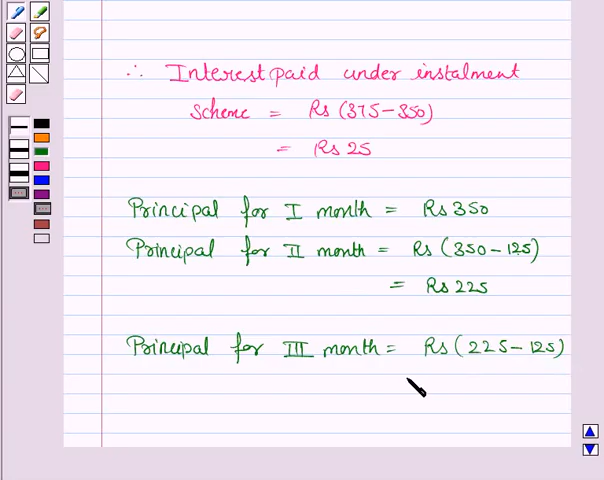 ∴ Interest paid under instalment
Scheme = Rs (375-350)
= Rs 25
Principal for I month = Rs 350
Principal for II month = Rs (350-125)
= Rs 225
Principal for III month = Rs (225-125)